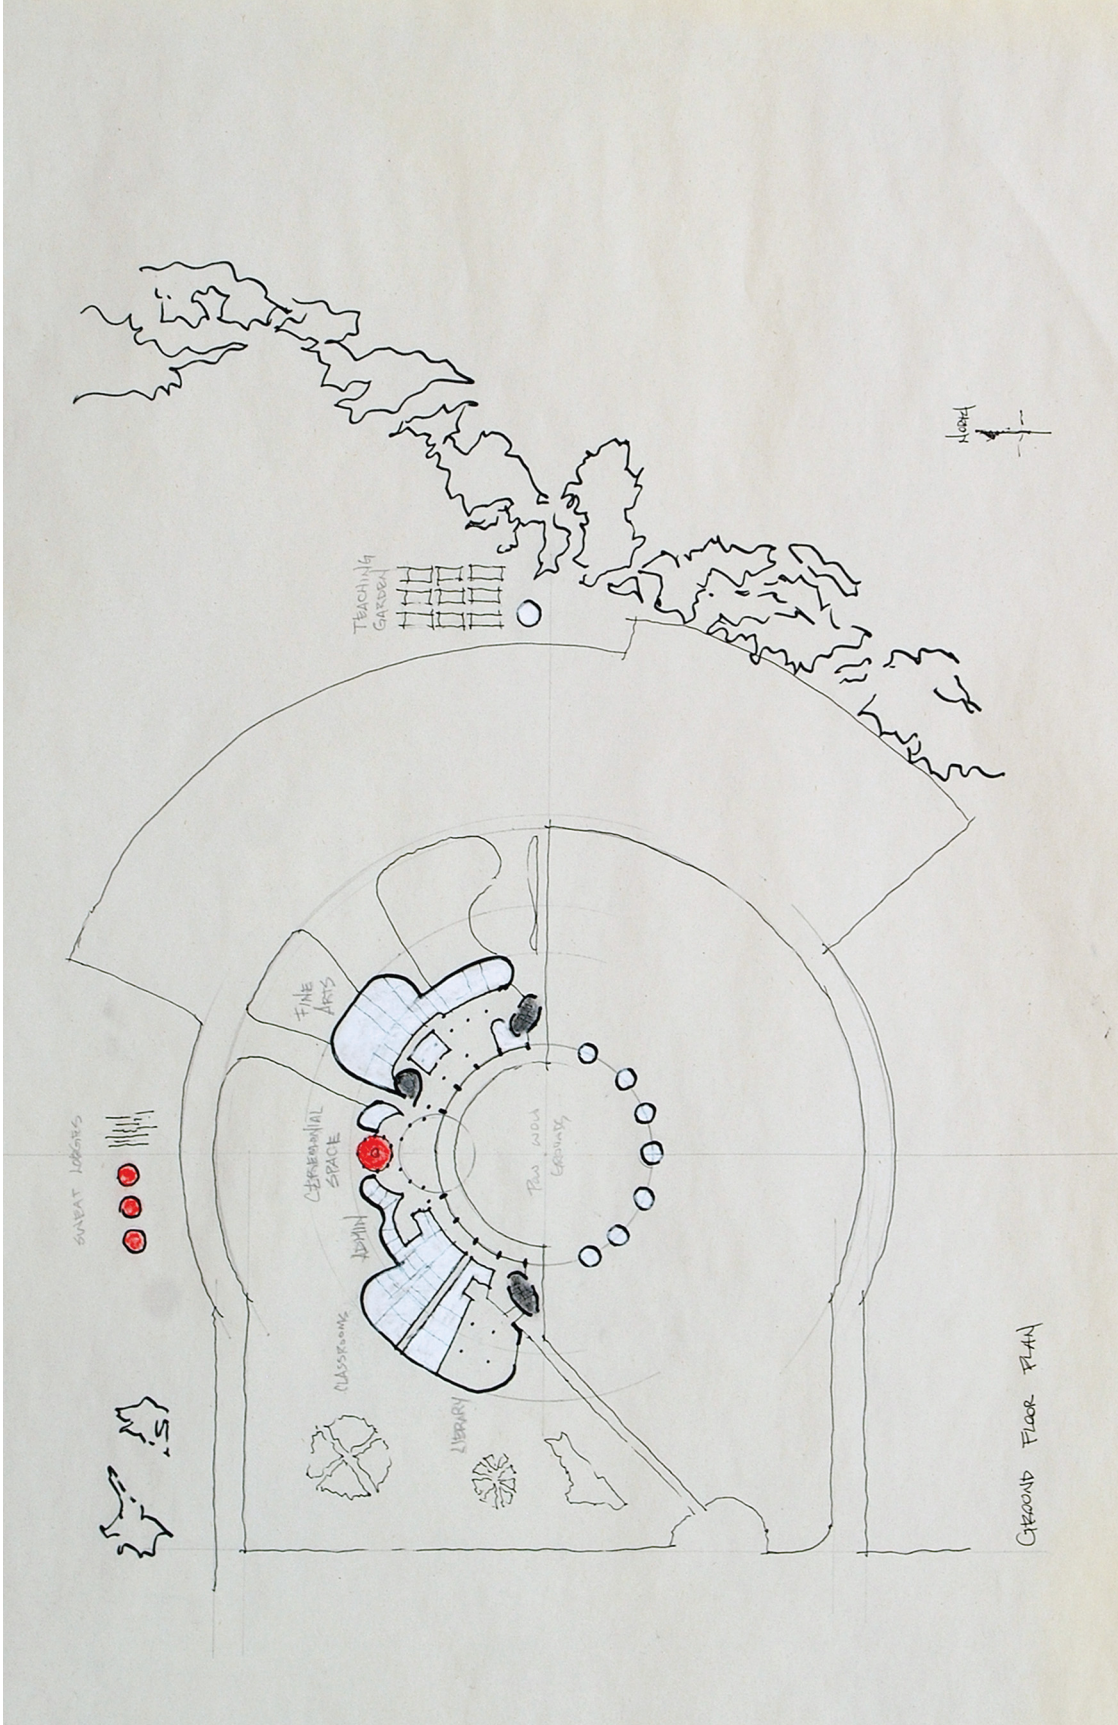 SWEAT LODGES
TEACHING
GARDEN
FINE
ARTS
CEREMONIAL
SPACE
ADMIN
CLASSROOMS
LIBRARY
POW WOW
GROUNDS
NORTH
GROUND FLOOR PLAN